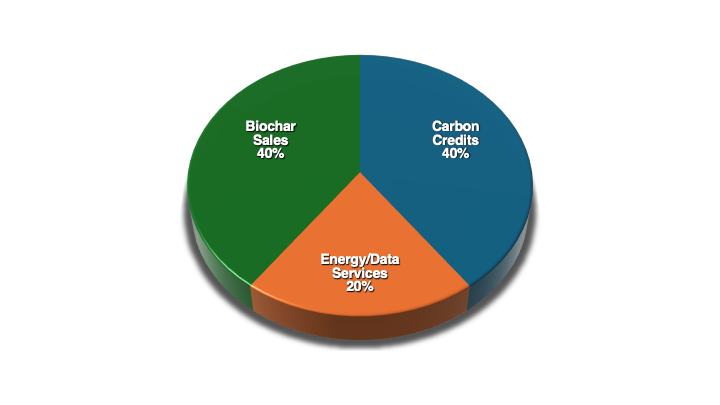 Biochar
Sales
40%
Carbon
Credits
40%
Energy/Data
Services
20%